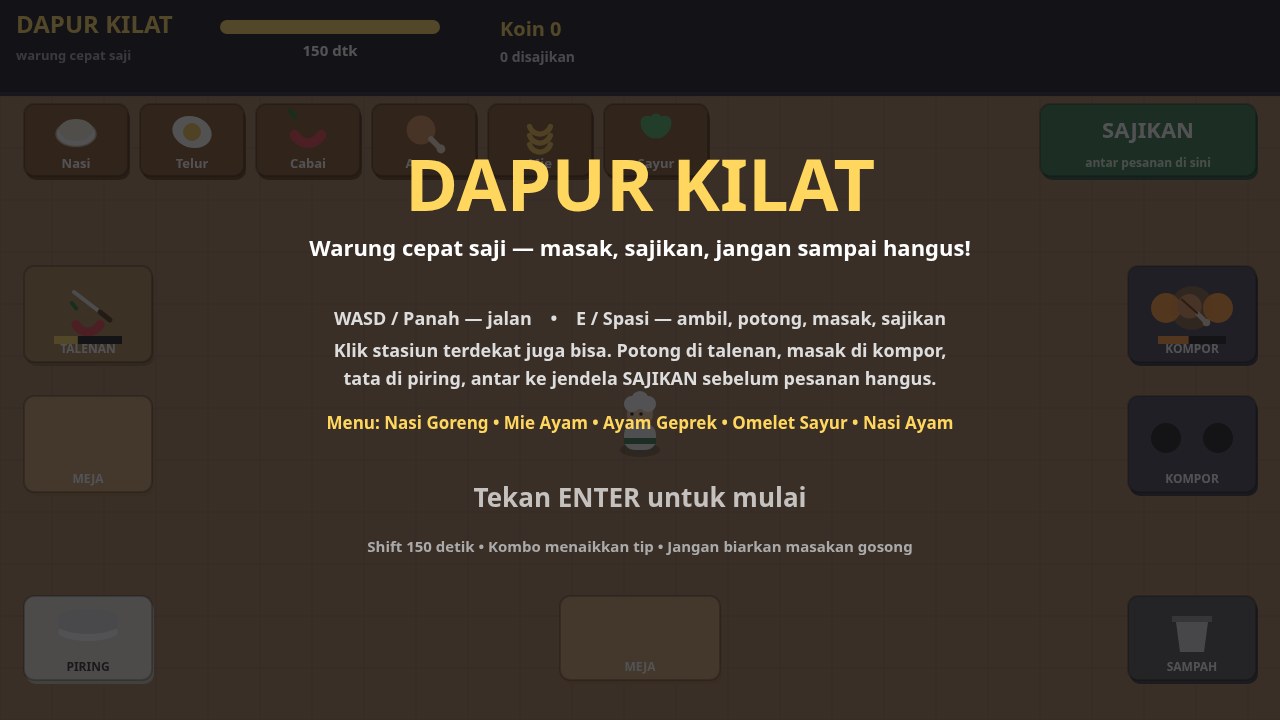 DAPUR KILAT
warung cepat saji
150 dtk
Koin 0
0 disajikan
Nasi
Telur
Cabai
Mie
Sayur
SAJIKAN
antar pesanan di sini
DAPUR KILAT
Warung cepat saji — masak, sajikan, jangan sampai hangus!
WASD / Panah — jalan • E / Spasi — ambil, potong, masak, sajikan
Klik stasiun terdekat juga bisa. Potong di talenan, masak di kompor,
tata di piring, antar ke jendela SAJIKAN sebelum pesanan hangus.
Menu: Nasi Goreng • Mie Ayam • Ayam Geprek • Omelet Sayur • Nasi Ayam
Tekan ENTER untuk mulai
Shift 150 detik • Kombo menaikkan tip • Jangan biarkan masakan gosong
TALENAN
KOMPOR
MEJA
KOMPOR
PIRING
MEJA
SAMPAH